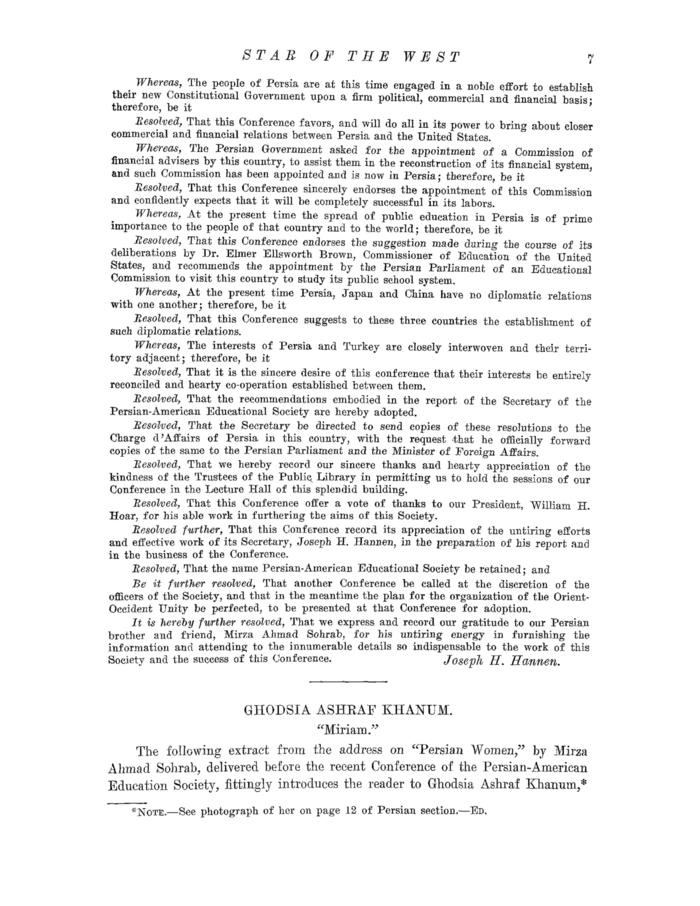 STAR OF THE WEST 7
Whereas, The people of Persia are at this time engaged in a noble effort to establish
their new Constitutional Government upon a firm political, commercial and financial basis;
therefore, be it
Resolved, That this Conference favors, and will do all in its power to bring about closer
commercial and financial relations between Persia and the United States.
Whereas, The Persian Government asked for the appointment of a Commission of
financial advisers by this country, to assist them in the reconstruction of its financial system,
and such Commission has been appointed and is now in Persia; therefore, be it
Resolved, That this Conference sincerely endorses the appointment of this Commission
and confidently expects that it will be completely successful in its labors.
Whereas, At the present time the spread of public education in Persia is of prime
importance to the people of that country and to the world; therefore, be it
Resolved, That this Conference endorses the suggestion made during the course of its
deliberations by Dr. Elmer Ellsworth Brown, Commissioner of Education of the United
States, and recommends the appointment by the Persian Parliament of an Educational
Commission to visit this country to study its public school system.
Whereas, At the present time Persia, Japan and China have no diplomatic relations
with one another; therefore, be it
Resolved, That this Conference suggests to these three countries the establishment of
such diplomatic relations.
Whereas, The interests of Persia and Turkey are closely interwoven and their terri-
tory adjacent; therefore, be it
Resolved, That it is the sincere desire of this conference that their interests be entirely
reconciled and hearty co-operation established between them.
Resolved, That the recommendations embodied in the report of the Secretary of the
Persian-American Educational Society are hereby adopted.
Resolved, That the Secretary be directed to send copies of these resolutions to the
Charge d'Affairs of Persia in this country, with the request that he officially forward
copies of the same to the Persian Parliament and the Minister of Foreign Affairs.
Resolved, That we hereby record our sincere thanks and hearty appreciation of the
kindness of the Trustees of the Public Library in permitting us to hold the sessions of our
Conference in the Lecture Hall of this splendid building.
Resolved, That this Conference offer a vote of thanks to our President, William H.
Hoar, for his able work in furthering the aims of this Society.
Resolved further, That this Conference record its appreciation of the untiring efforts
and effective work of its Secretary, Joseph H. Hannen, in the preparation of his report and
in the business of the Conference.
Resolved, That the name Persian-American Educational Society be retained; and
Be it further resolved, That another Conference be called at the discretion of the
officers of the Society, and that in the meantime the plan for the organization of the Orient-
Occident Unity be perfected, to be presented at that Conference for adoption.
It is hereby further resolved, That we express and record our gratitude to our Persian
brother and friend, Mirza Ahmad Sohrab, for his untiring energy in furnishing the
information and attending to the innumerable details so indispensable to the work of this
Society and the success of this Conference. Joseph H. Hannen.
GHODSIA ASHRAF KHANUM.
"Miriam."
The following extract from the address on "Persian Women," by Mirza
Ahmad Sohrab, delivered before the recent Conference of the Persian-American
Education Society, fittingly introduces the reader to Ghodsia Ashraf Khanum,*
*NOTE.—See photograph of her on page 12 of Persian section.—ED.